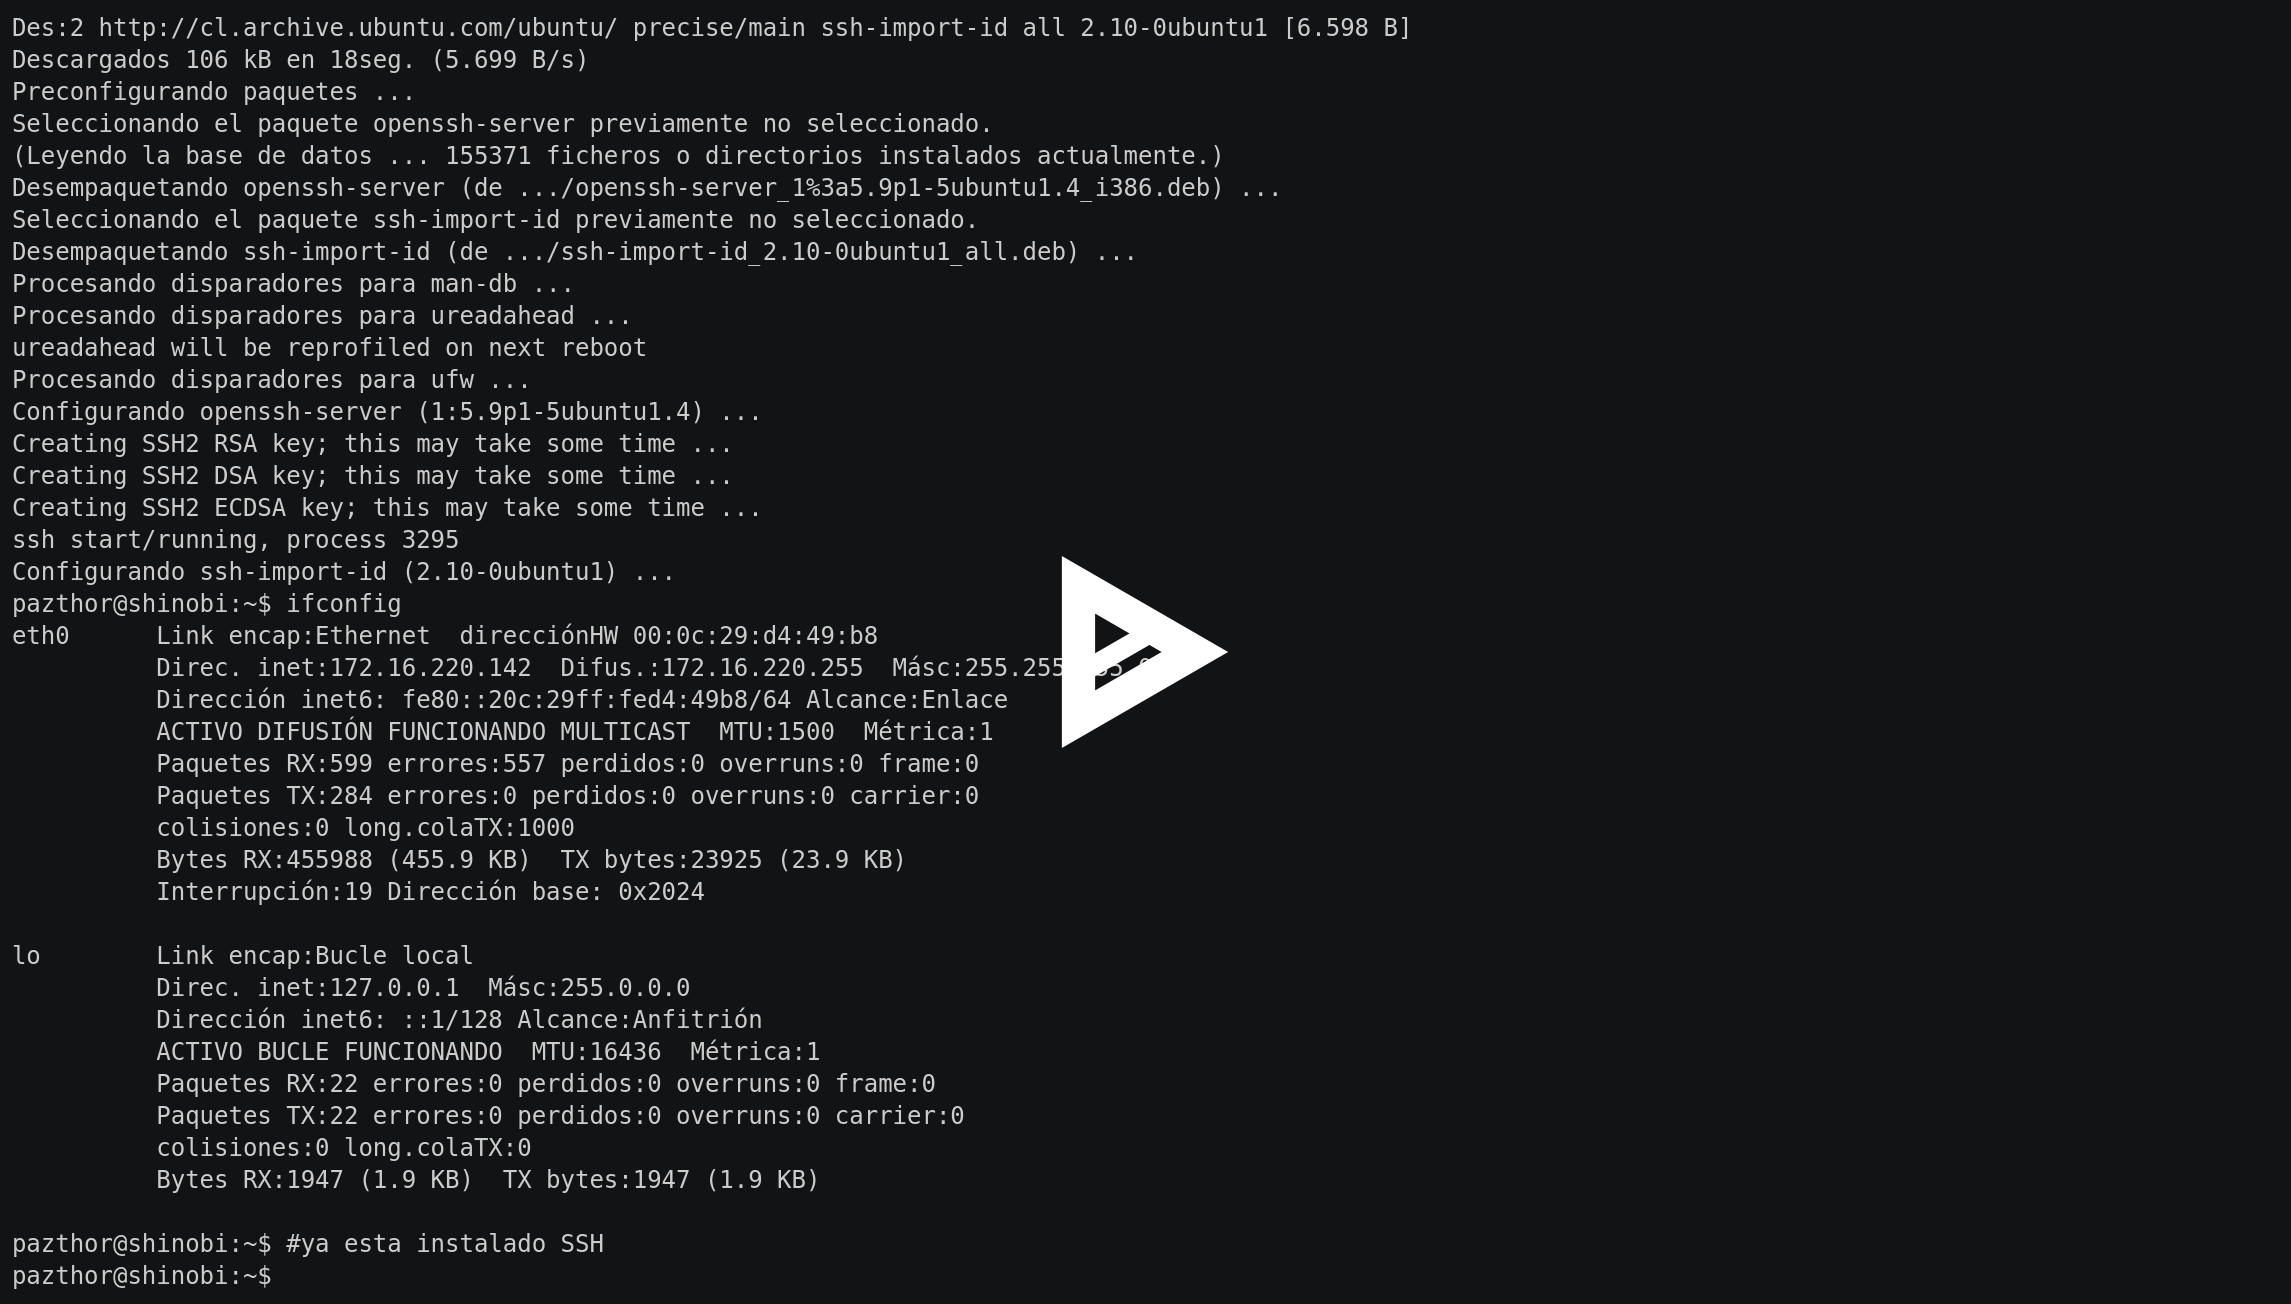 Des:2 http://cl.archive.ubuntu.com/ubuntu/ precise/main ssh-import-id all 2.10-0ubuntu1 [6.598 B]
Descargados 106 kB en 18seg. (5.699 B/s)
Preconfigurando paquetes ...
Seleccionando el paquete openssh-server previamente no seleccionado.
(Leyendo la base de datos ... 155371 ficheros o directorios instalados actualmente.)
Desempaquetando openssh-server (de .../openssh-server_1%3a5.9p1-5ubuntu1.4_i386.deb) ...
Seleccionando el paquete ssh-import-id previamente no seleccionado.
Desempaquetando ssh-import-id (de .../ssh-import-id_2.10-0ubuntu1_all.deb) ...
Procesando disparadores para man-db ...
Procesando disparadores para ureadahead ...
ureadahead will be reprofiled on next reboot
Procesando disparadores para ufw ...
Configurando openssh-server (1:5.9p1-5ubuntu1.4) ...
Creating SSH2 RSA key; this may take some time ...
Creating SSH2 DSA key; this may take some time ...
Creating SSH2 ECDSA key; this may take some time ...
ssh start/running, process 3295
Configurando ssh-import-id (2.10-0ubuntu1) ...
pazthor@shinobi:~$ ifconfig
eth0      Link encap:Ethernet  direcciónHW 00:0c:29:d4:49:b8
          Direc. inet:172.16.220.142  Difus.:172.16.220.255
          Dirección inet6: fe80::20c:29ff:fed4:49b8/64 Alcance:Enlace
          ACTIVO DIFUSIÓN FUNCIONANDO MULTICAST  MTU:1500  Métrica:1
          Paquetes RX:599 errores:557 perdidos:0 overruns:0 frame:0
          Paquetes TX:284 errores:0 perdidos:0 overruns:0 carrier:0
          colisiones:0 long.colaTX:1000
          Bytes RX:455988 (455.9 KB)  TX bytes:23925 (23.9 KB)
          Interrupción:19 Dirección base: 0x2024

lo        Link encap:Bucle local
          Direc. inet:127.0.0.1  Másc:255.0.0.0
          Dirección inet6: ::1/128 Alcance:Anfitrión
          ACTIVO BUCLE FUNCIONANDO  MTU:16436  Métrica:1
          Paquetes RX:22 errores:0 perdidos:0 overruns:0 frame:0
          Paquetes TX:22 errores:0 perdidos:0 overruns:0 carrier:0
          colisiones:0 long.colaTX:0
          Bytes RX:1947 (1.9 KB)  TX bytes:1947 (1.9 KB)

pazthor@shinobi:~$ #ya esta instalado SSH
pazthor@shinobi:~$